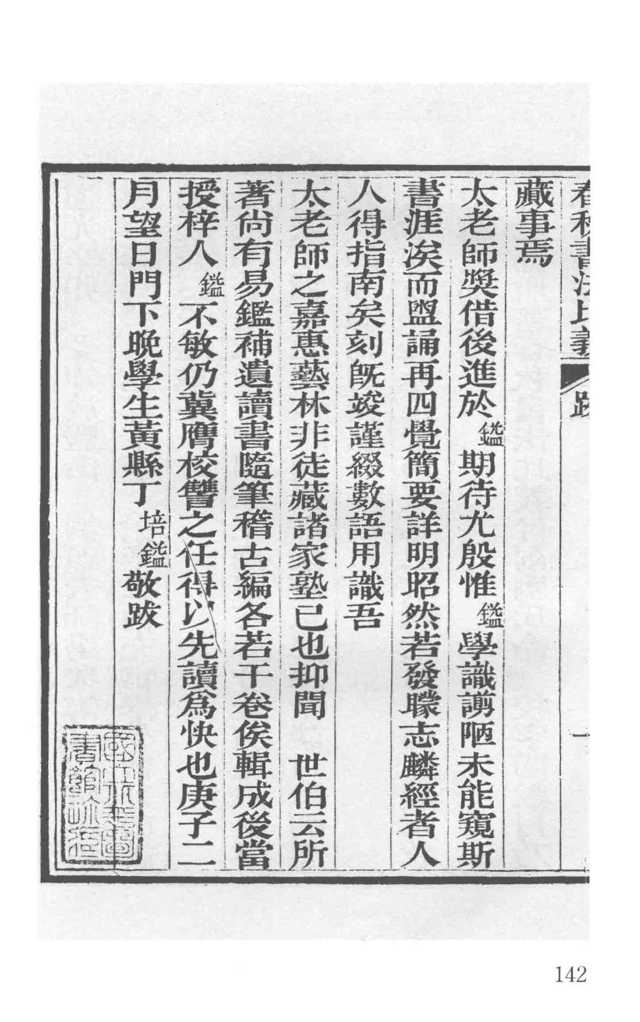 春秋書法比義 跋 一
蕆事焉
太老師奬借後進於鑑期待尤殷惟鑑學識謭陋未能窺斯
書涯涘而盥誦再四覺簡要詳明昭然若發矇志麟經者人
人得指南矣刻旣竣謹綴數語用識吾
太老師之嘉惠藝林非徒藏諸家塾已也抑聞 世伯云所
著尙有易鑑補遺讀書隨筆稽古編各若干卷俟輯成後當
授梓人鑑不敏仍冀膺校讐之任得以先讀爲快也庚子二
月望日門下晚學生黃縣丁培鑑敬跋
142